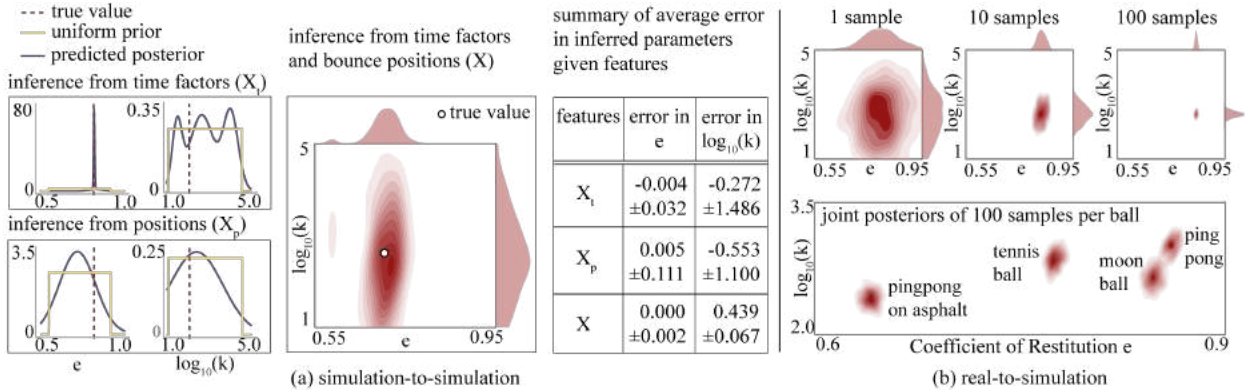 true value
uniform prior
predicted posterior
inference from time factors (Xt)
80
0
0.5
1.0
0.35
0
1.0
5.0
inference from positions (Xp)
3.5
0
0.5
1.0
e
0.25
0
1.0
5.0
log10(k)
inference from time factors
and bounce positions (X)
true value
5
log10(k)
1
0.55
e
0.95
(a) simulation-to-simulation
summary of average error
in inferred parameters
given features
features
error in
e
error in
log10(k)
Xt
-0.004
±0.032
-0.272
±1.486
Xp
0.005
±0.111
-0.553
±1.100
X
0.000
±0.002
0.439
±0.067
1 sample
5
log10(k)
1
e
0.95
10 samples
5
log10(k)
1
e
0.95
100 samples
5
log10(k)
1
e
0.95
3.5
log10(k)
2.0
joint posteriors of 100 samples per ball
pingpong
on asphalt
tennis
ball
moon
ball
ping
pong
0.6
Coefficient of Restitution e
0.9
(b) real-to-simulation